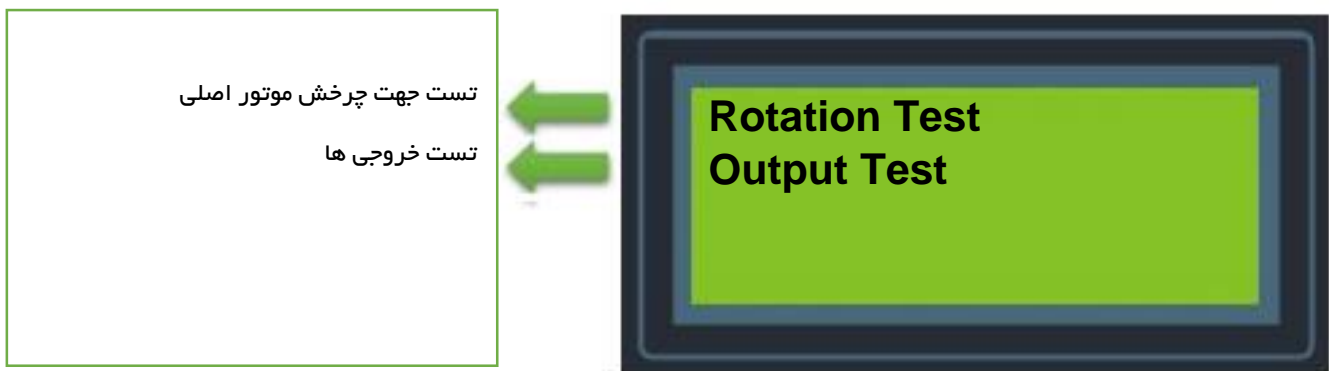 تست جهت چرخش موتور اصلی
تست خروجی ها
Rotation Test
Output Test